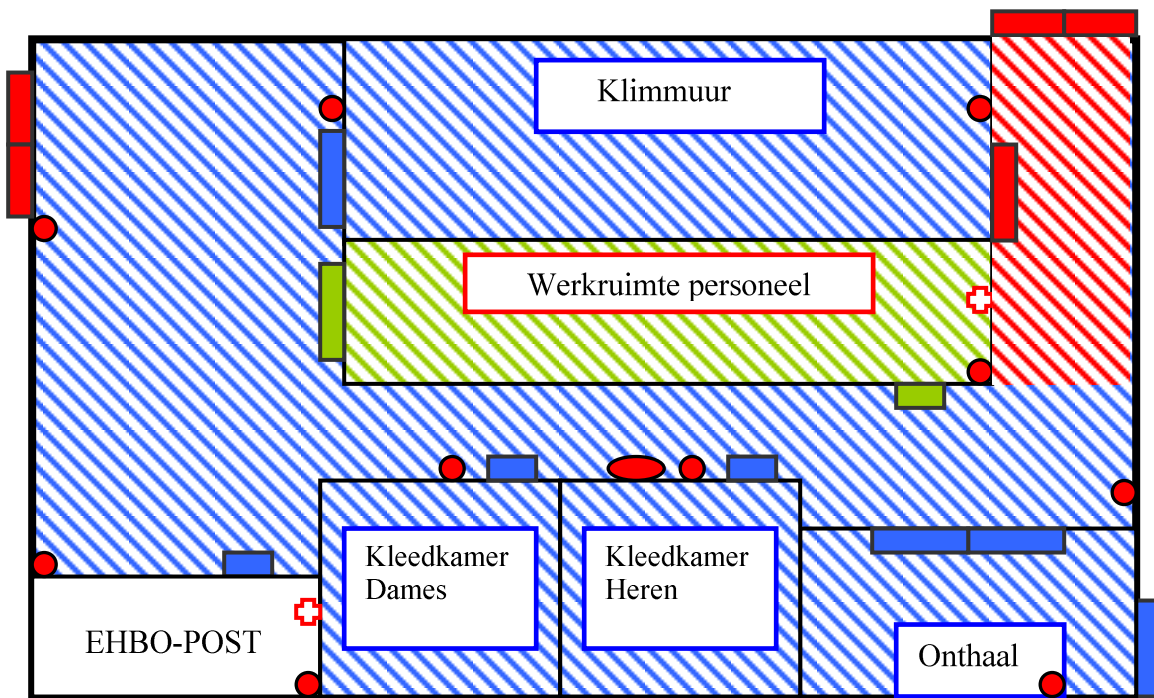 Klimmuur
Werkruimte personeel
Kleedkamer
Dames
Kleedkamer
Heren
EHBO-POST
Onthaal